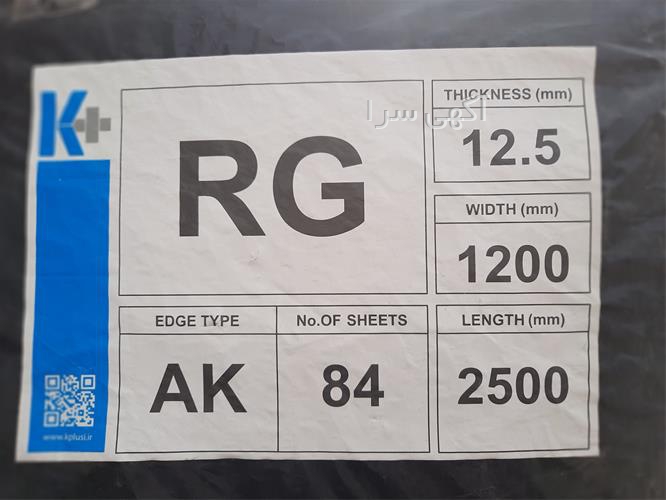 K+
RG
THICKNESS (mm)
آگهی سرا
12.5
WIDTH (mm)
1200
EDGE TYPE
AK
No.OF SHEETS
84
LENGTH (mm)
2500
www.kplusi.ir